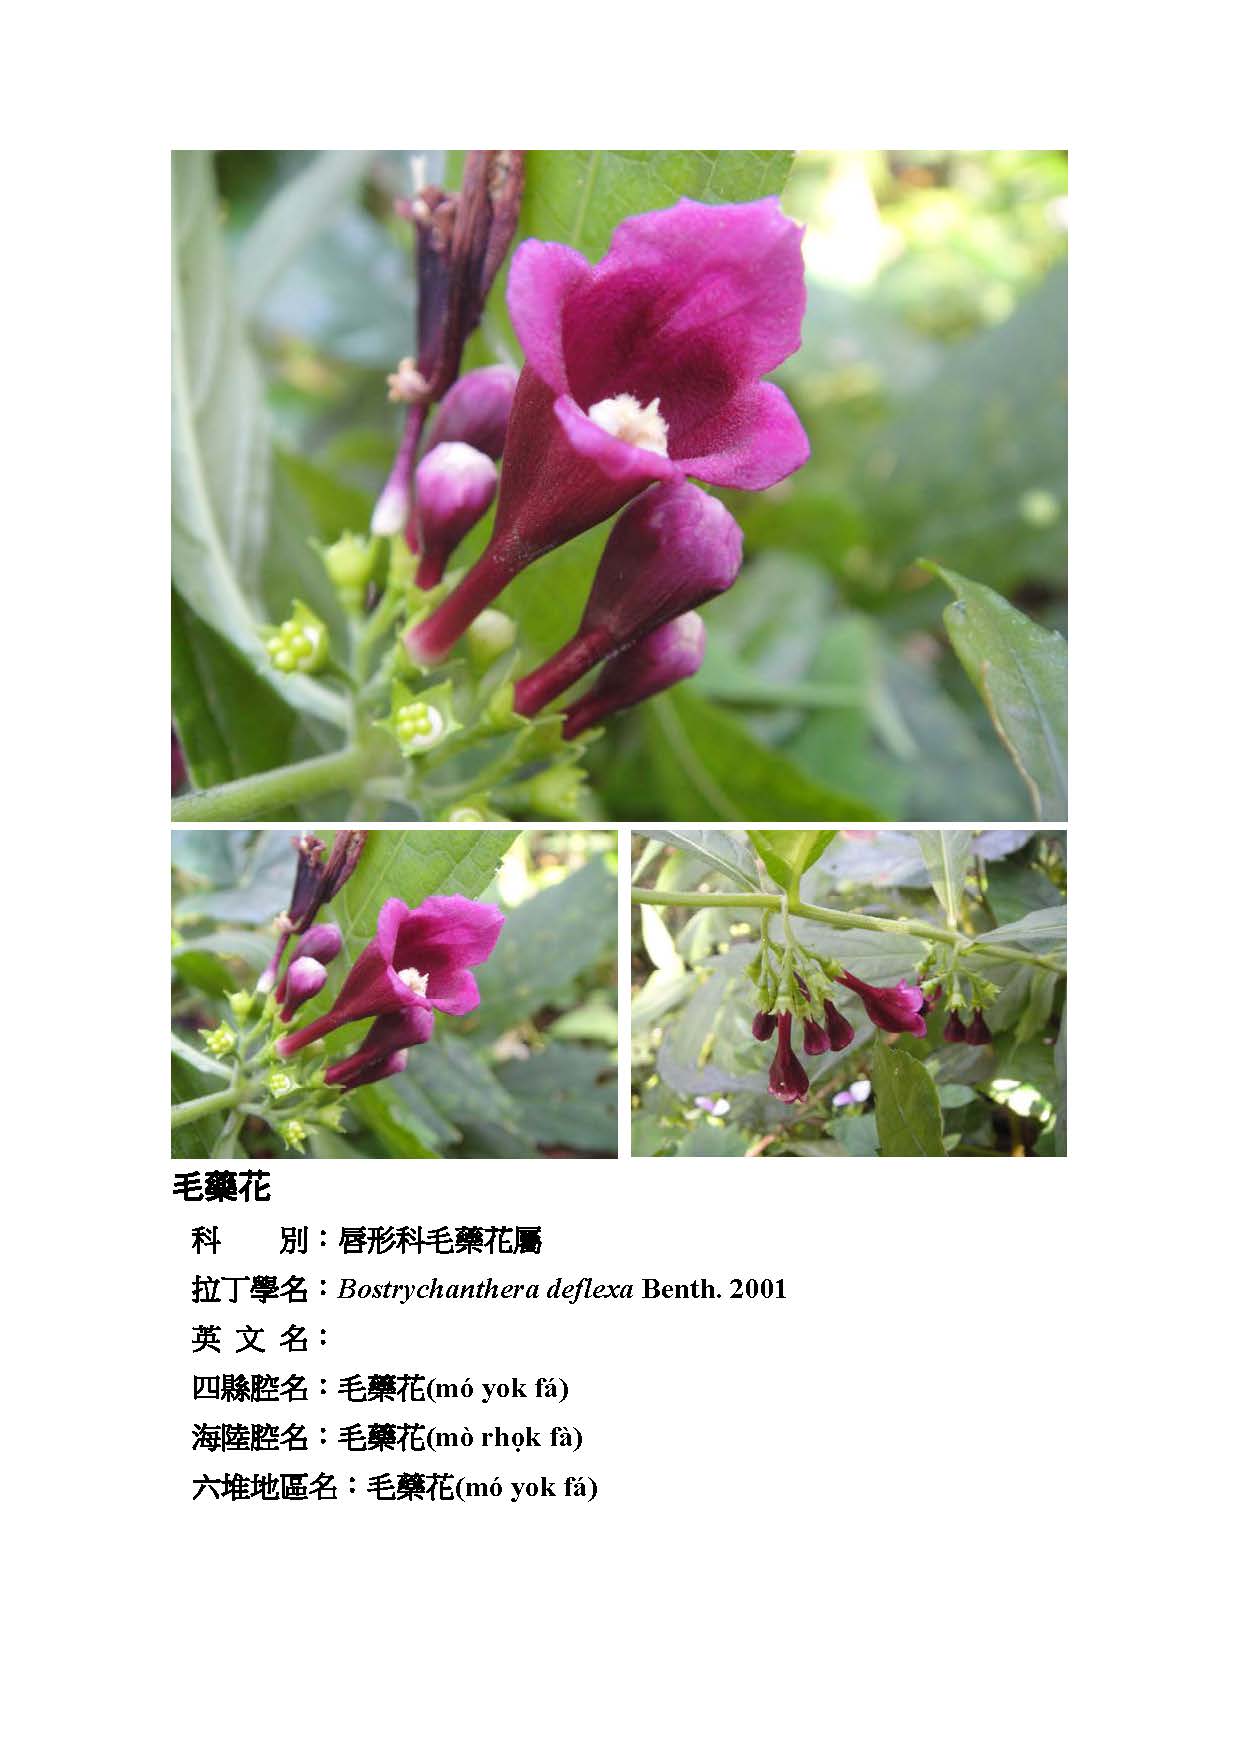 毛藥花
科　　別：唇形科毛藥花屬
拉丁學名：Bostrychanthera deflexa Benth. 2001
英 文 名：
四縣腔名：毛藥花(mó yok fá)
海陸腔名：毛藥花(mò rhọk fà)
六堆地區名：毛藥花(mó yok fá)